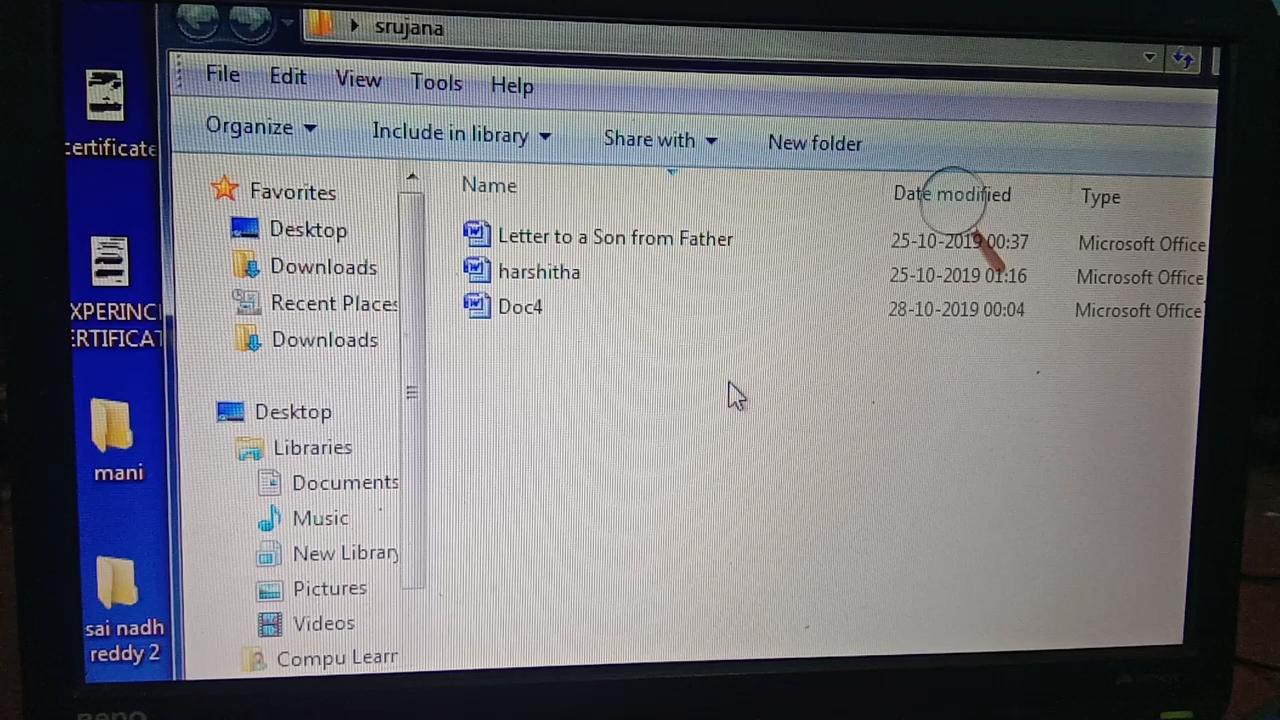 srujana
File Edit View Tools Help
Organize Include in library Share with New folder
certificate
XPERINC
ERTIFICAT
mani
sai nadh
reddy 2
Favorites
Desktop
Downloads
Recent Places
Downloads
Desktop
Libraries
Documents
Music
New Library
Pictures
Videos
Compu Learr
Name Date modified Type
Letter to a Son from Father 25-10-2019 00:37 Microsoft Office
harshitha 25-10-2019 01:16 Microsoft Office
Doc4 28-10-2019 00:04 Microsoft Office